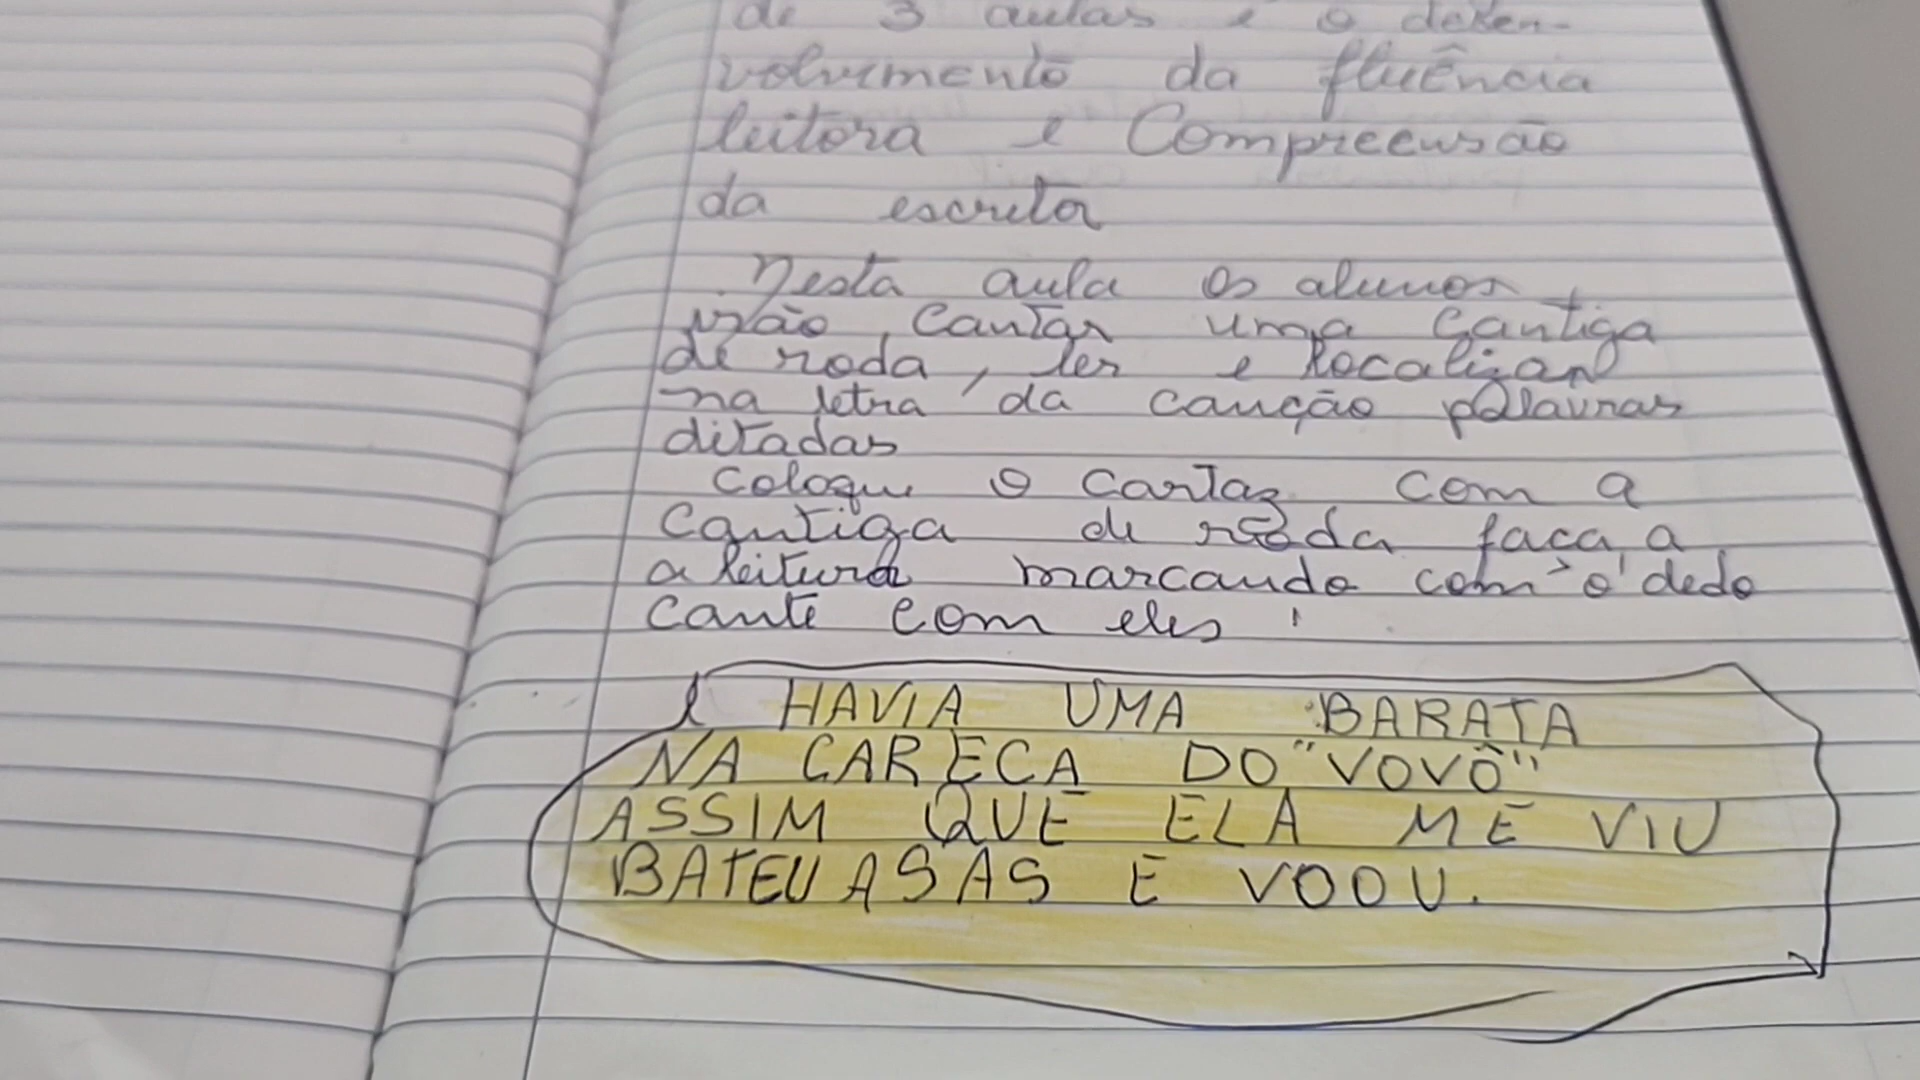 de 3 aulas e o desen-
volvimento da fluência
leitora e Compreensão
da escrita
Nesta aula os alunos
irão cantar uma Cantiga
de roda, ler e localizar
na letra da canção palavras
ditadas
Coloque o cartaz com a
Cantiga de roda faça a
a leitura marcando com o dedo
Cante com eles
HAVIA UMA BARATA
NA CARECA DO "VOVÔ"
ASSIM QUE ELA ME VIU
BATEU ASAS E VOOU.